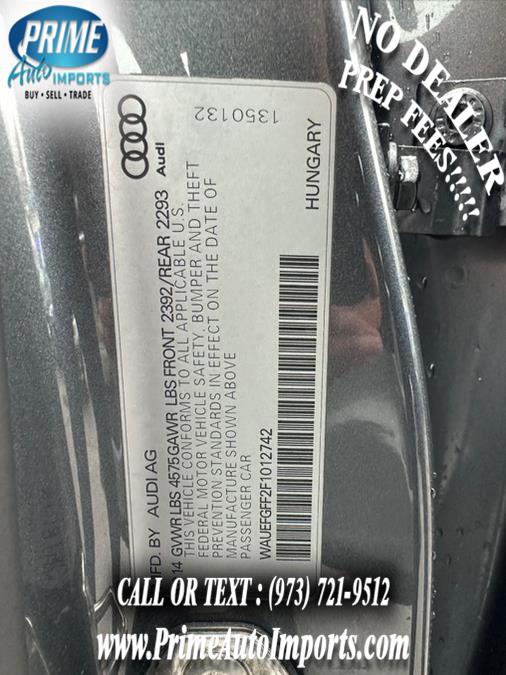 PRIME
Auto IMPORTS
BUY • SELL • TRADE
NO DEALER
PREP FEES!!!!!
FD. BY AUDI AG
14 GVWR LBS 4575 GAWR LBS FRONT 2392/REAR 2293
THIS VEHICLE CONFORMS TO ALL APPLICABLE U.S.
FEDERAL MOTOR VEHICLE SAFETY, BUMPER AND THEFT
PREVENTION STANDARDS IN EFFECT ON THE DATE OF
MANUFACTURE SHOWN ABOVE
PASSENGER CAR
WAUEFGFF2F1012742
HUNGARY
Audi
1350132
CALL OR TEXT : (973) 721-9512
www.PrimeAutoImports.com